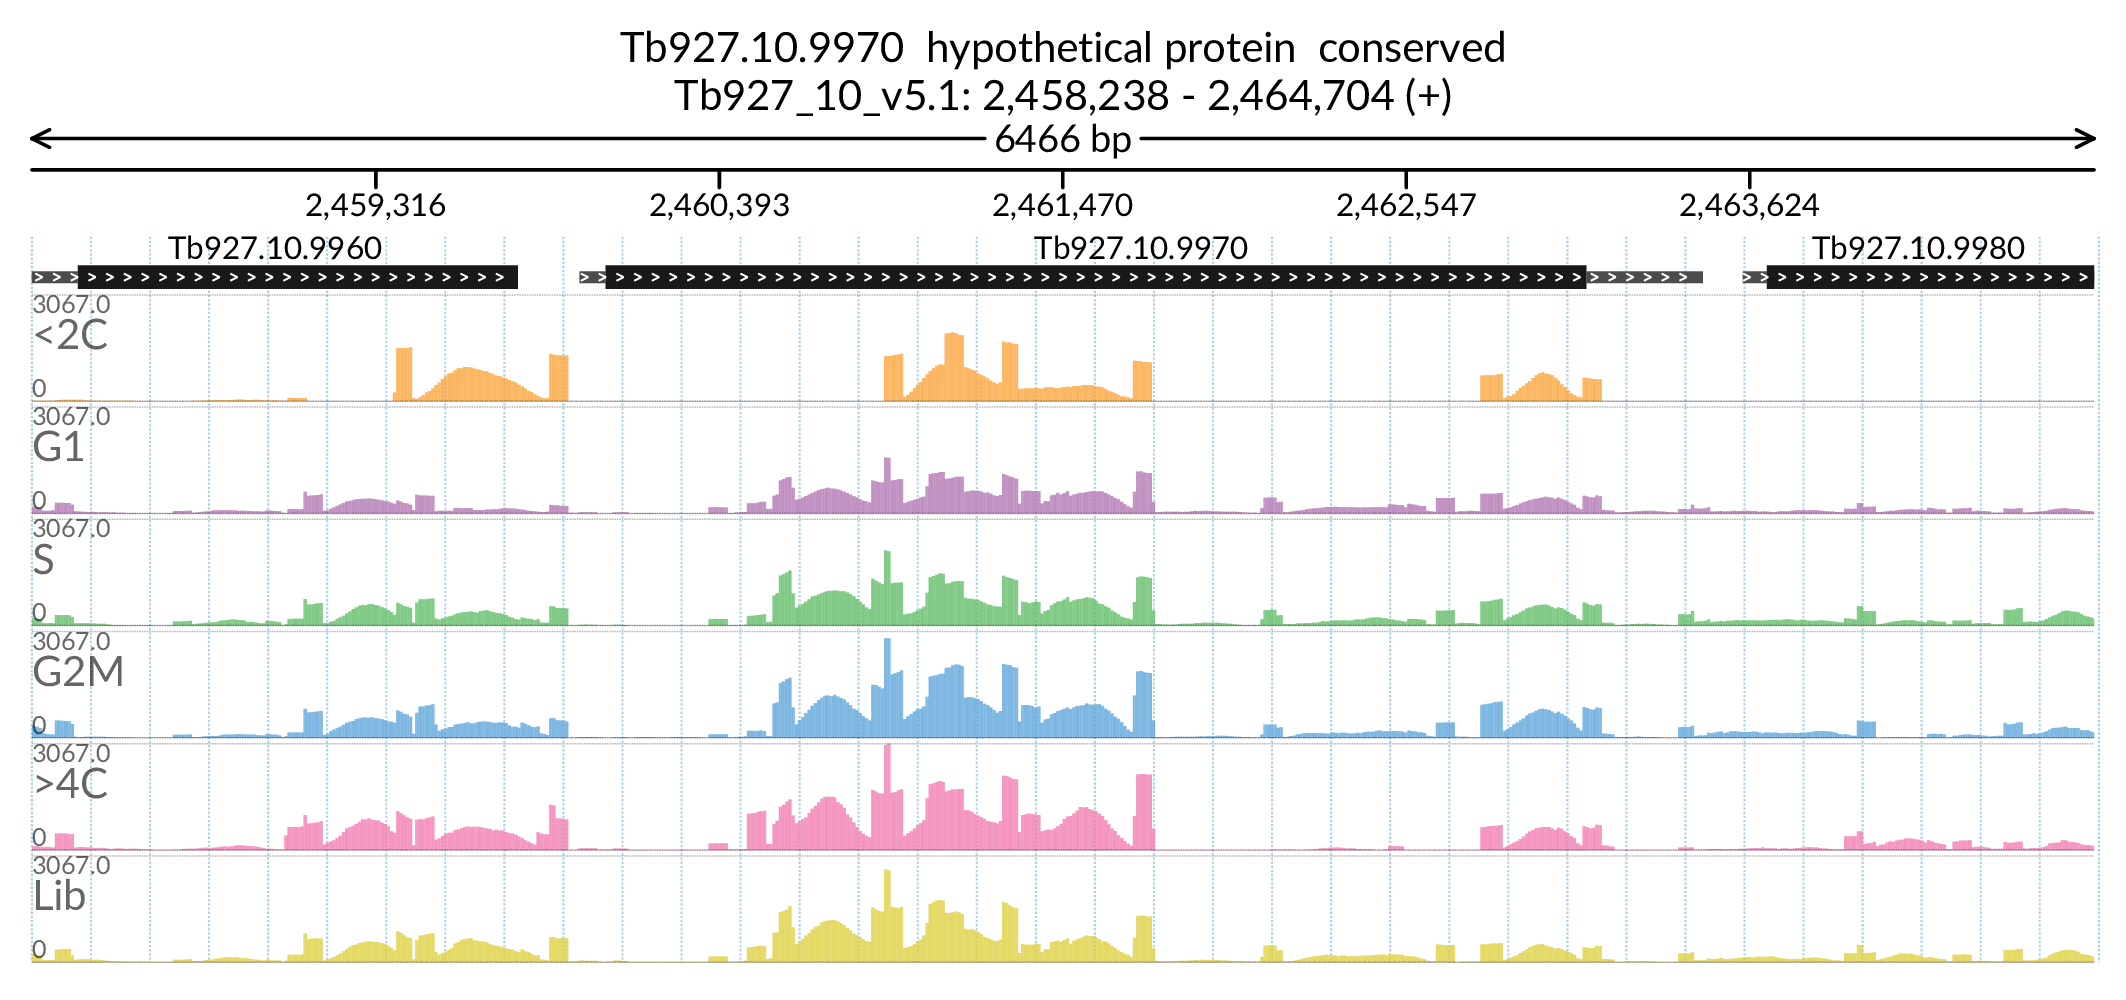 Tb927.10.9970 hypothetical protein conserved
Tb927_10_v5.1: 2,458,238 - 2,464,704 (+)
6466 bp
2,459,316 2,460,393 2,461,470 2,462,547 2,463,624
Tb927.10.9960 Tb927.10.9970 Tb927.10.9980
3067.0
<2C
0
3067.0
G1
0
3067.0
S
0
3067.0
G2M
0
3067.0
>4C
0
3067.0
Lib
0